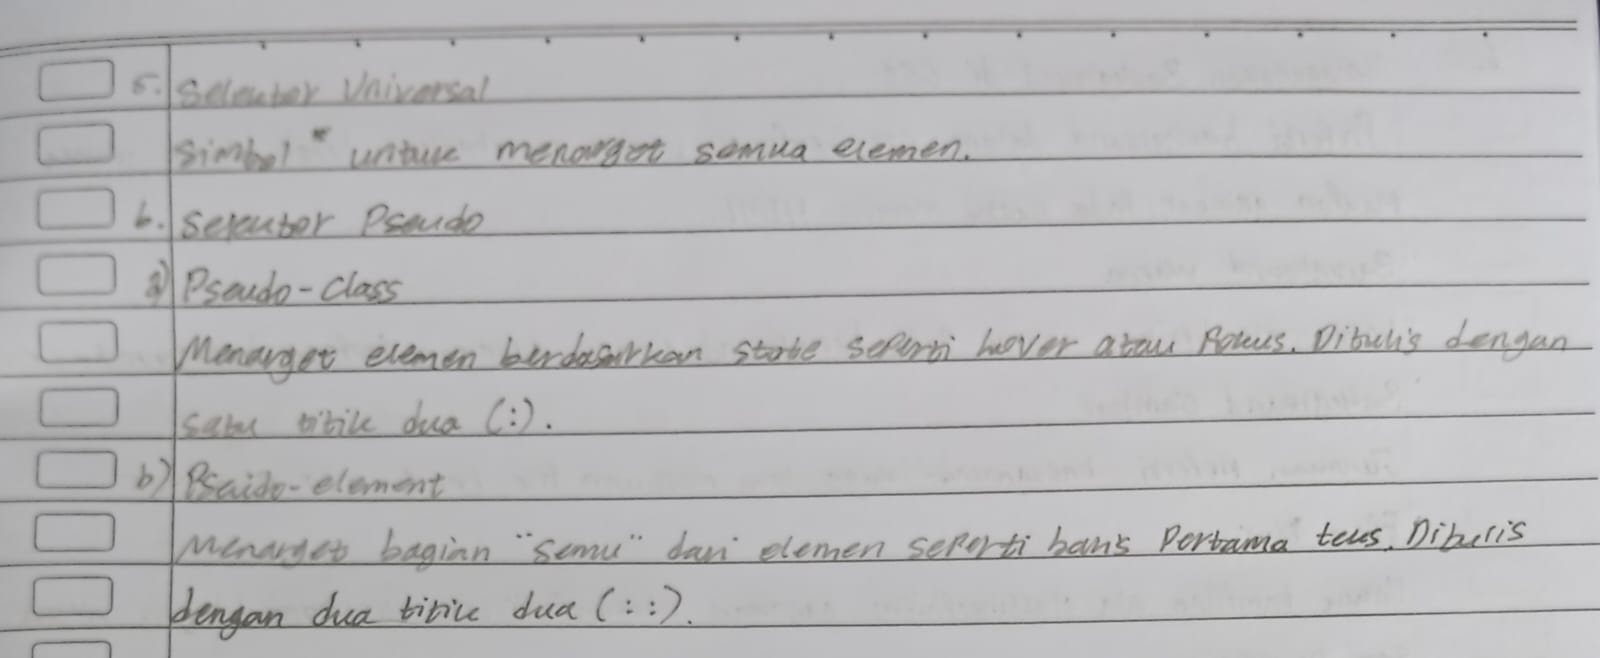 5. Selektor Universal
Simbol * untuk menarget semua elemen.
6. Selektor Pseudo
a) Pseudo-Class
Menarget elemen berdasarkan state seperti hover atau Fokus. Ditulis dengan
satu titik dua (:).
b) Pseudo-element
Menarget bagian "semu" dari elemen seperti baris Pertama teks. Ditulis
dengan dua titik dua (::).